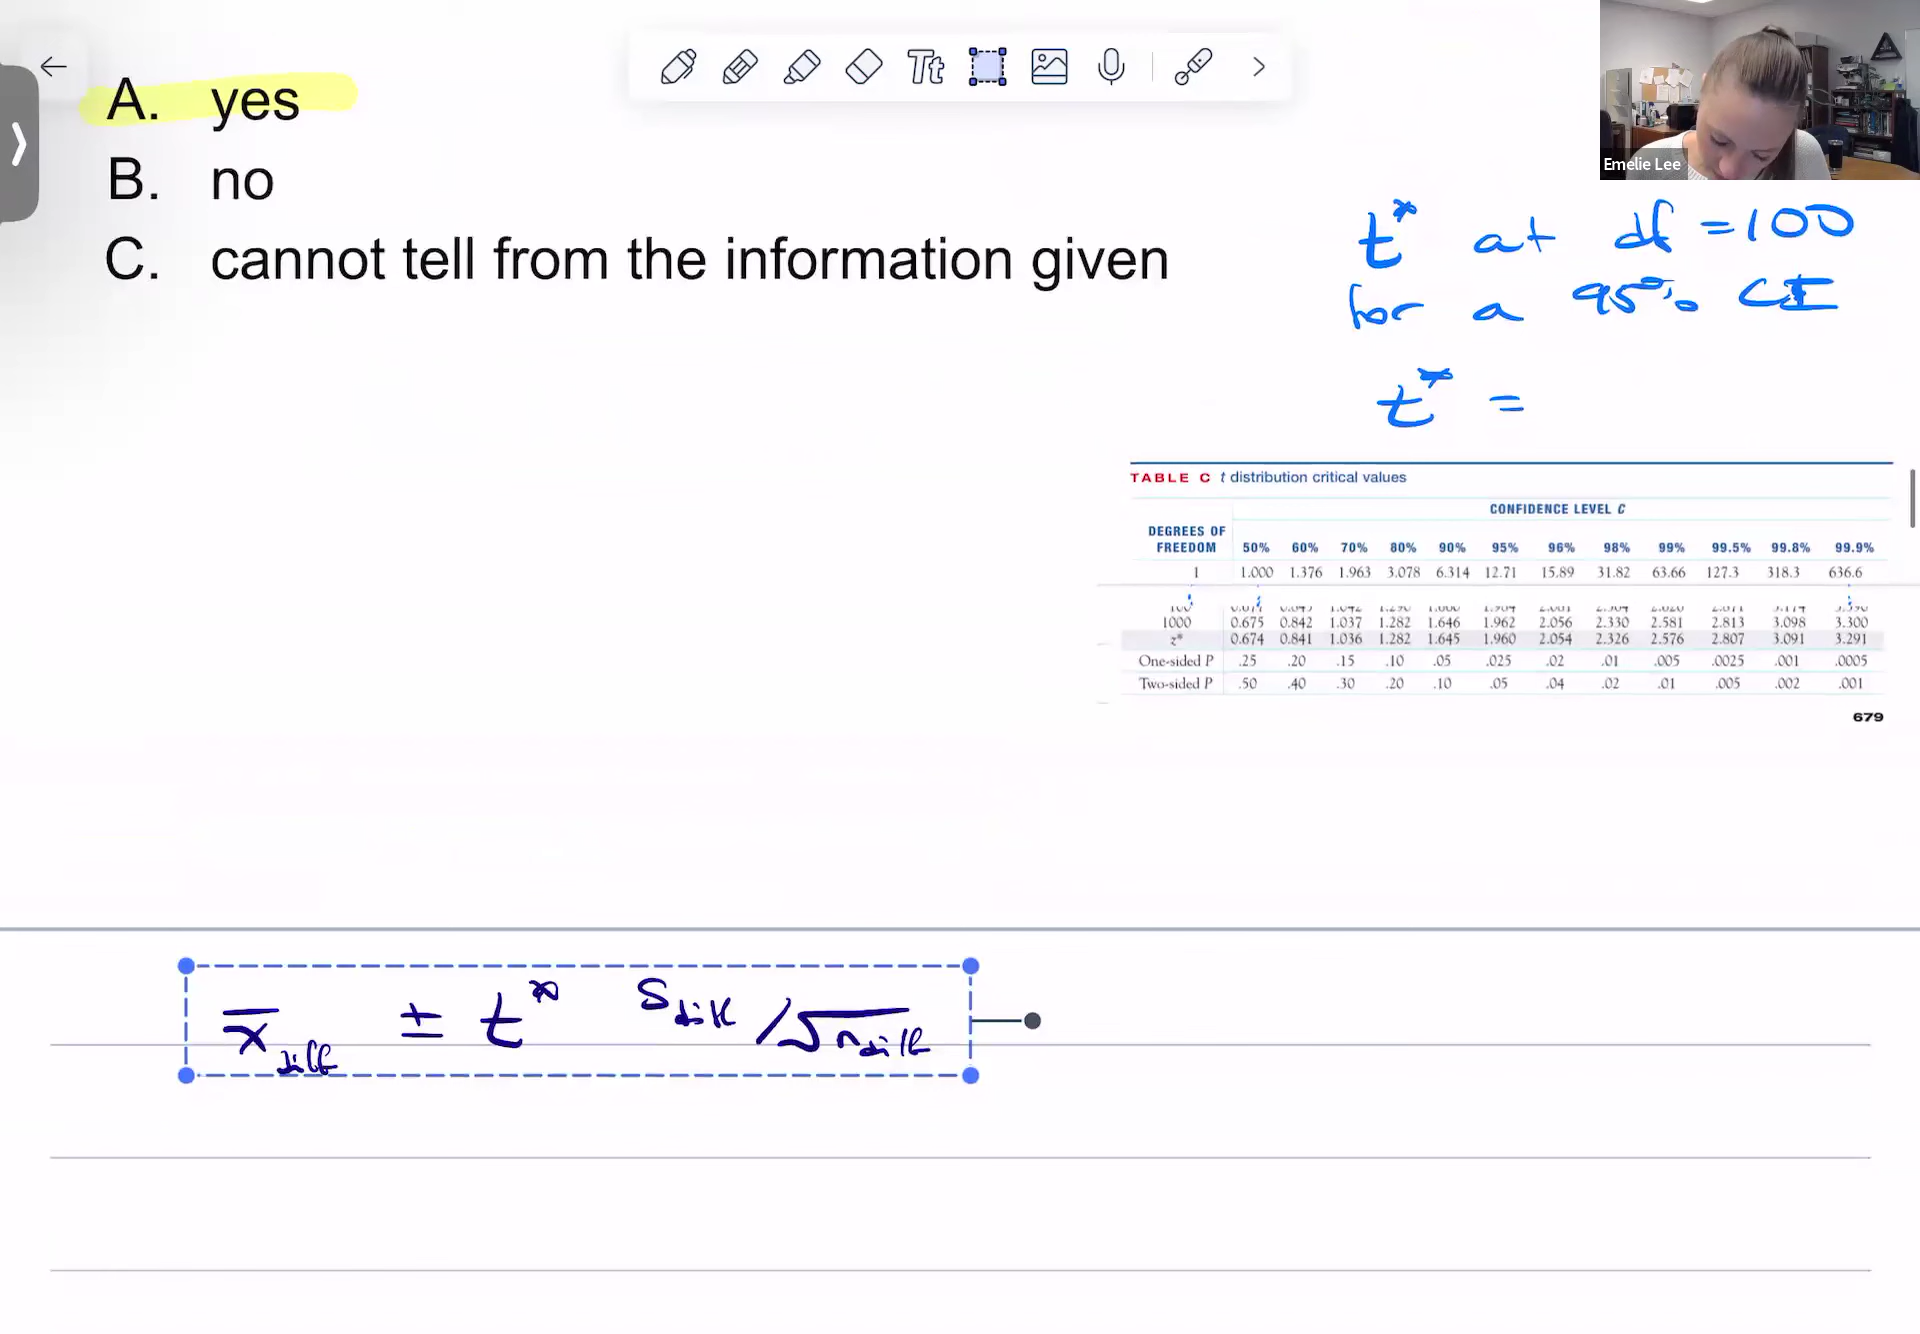 A. yes
B. no
C. cannot tell from the information given
Tt
Emelie Lee
t* at df = 100
for a 95% CI
t* =
TABLE C t distribution critical values
CONFIDENCE LEVEL C
DEGREES OF FREEDOM 50% 60% 70% 80% 90% 95% 96% 98% 99% 99.5% 99.8% 99.9%
1 1.000 1.376 1.963 3.078 6.314 12.71 15.89 31.82 63.66 127.3 318.3 636.6
1000 0.675 0.842 1.037 1.282 1.646 1.962 2.056 2.330 2.581 2.813 3.098 3.300
z* 0.674 0.841 1.036 1.282 1.645 1.960 2.054 2.326 2.576 2.807 3.091 3.291
One-sided P .25 .20 .15 .10 .05 .025 .02 .01 .005 .0025 .001 .0005
Two-sided P .50 .40 .30 .20 .10 .05 .04 .02 .01 .005 .002 .001
679
x̄ diff ± t* s diff /√n diff